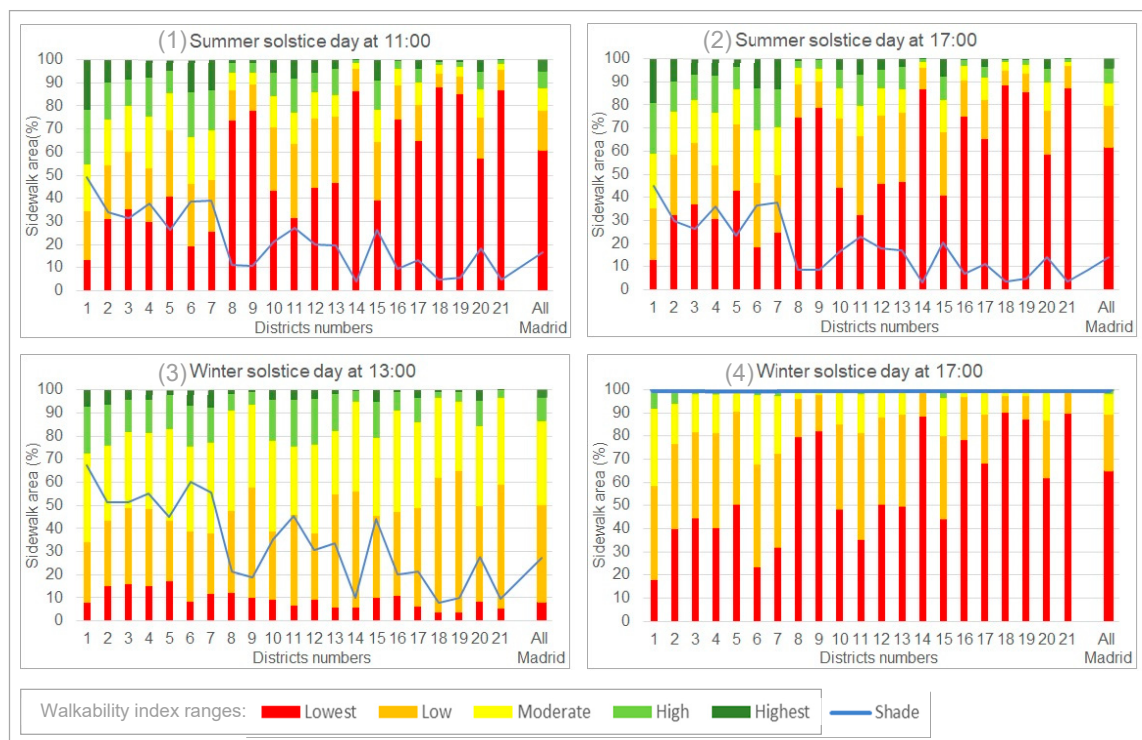 (1) Summer solstice day at 11:00
Sidewalk area(%)
100
90
80
70
60
50
40
30
20
10
0
1 2 3 4 5 6 7 8 9 10 11 12 13 14 15 16 17 18 19 20 21 All
Districts numbers Madrid
(2) Summer solstice day at 17:00
Sidewalk area (%)
100
90
80
70
60
50
40
30
20
10
0
1 2 3 4 5 6 7 8 9 10 11 12 13 14 15 16 17 18 19 20 21 All
Districts numbers Madrid
(3) Winter solstice day at 13:00
Sidewalk area (%)
100
90
80
70
60
50
40
30
20
10
0
1 2 3 4 5 6 7 8 9 10 11 12 13 14 15 16 17 18 19 20 21 All
Districts numbers Madrid
(4) Winter solstice day at 17:00
Sidewalk area (%)
100
90
80
70
60
50
40
30
20
10
0
1 2 3 4 5 6 7 8 9 10 11 12 13 14 15 16 17 18 19 20 21 All
Districts numbers Madrid
Walkability index ranges: Lowest Low Moderate High Highest Shade